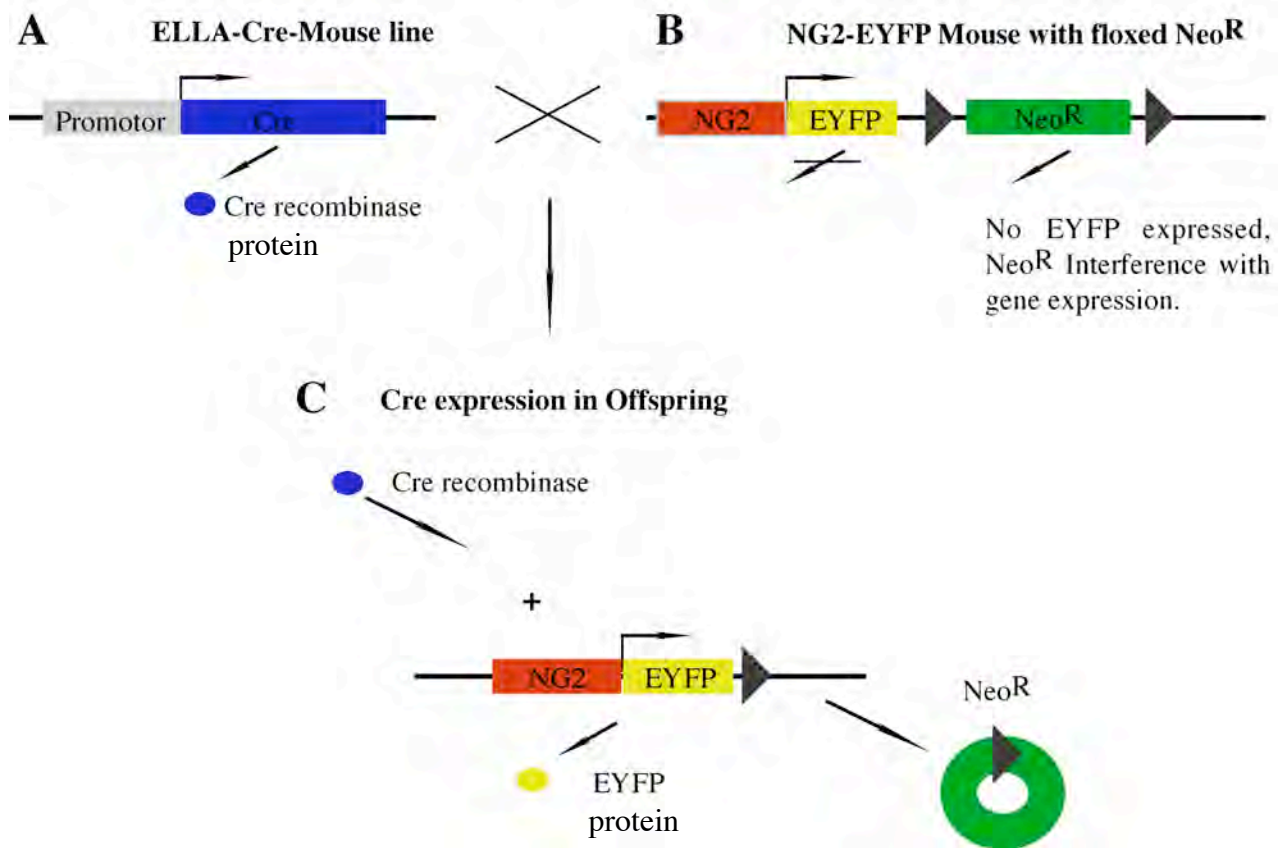 A ELLA-Cre-Mouse line
Promotor Cre
Cre recombinase
protein
B NG2-EYFP Mouse with floxed NeoR
NG2 EYFP NeoR
No EYFP expressed,
NeoR Interference with
gene expression.
C Cre expression in Offspring
Cre recombinase
+
NG2 EYFP
NeoR
EYFP
protein